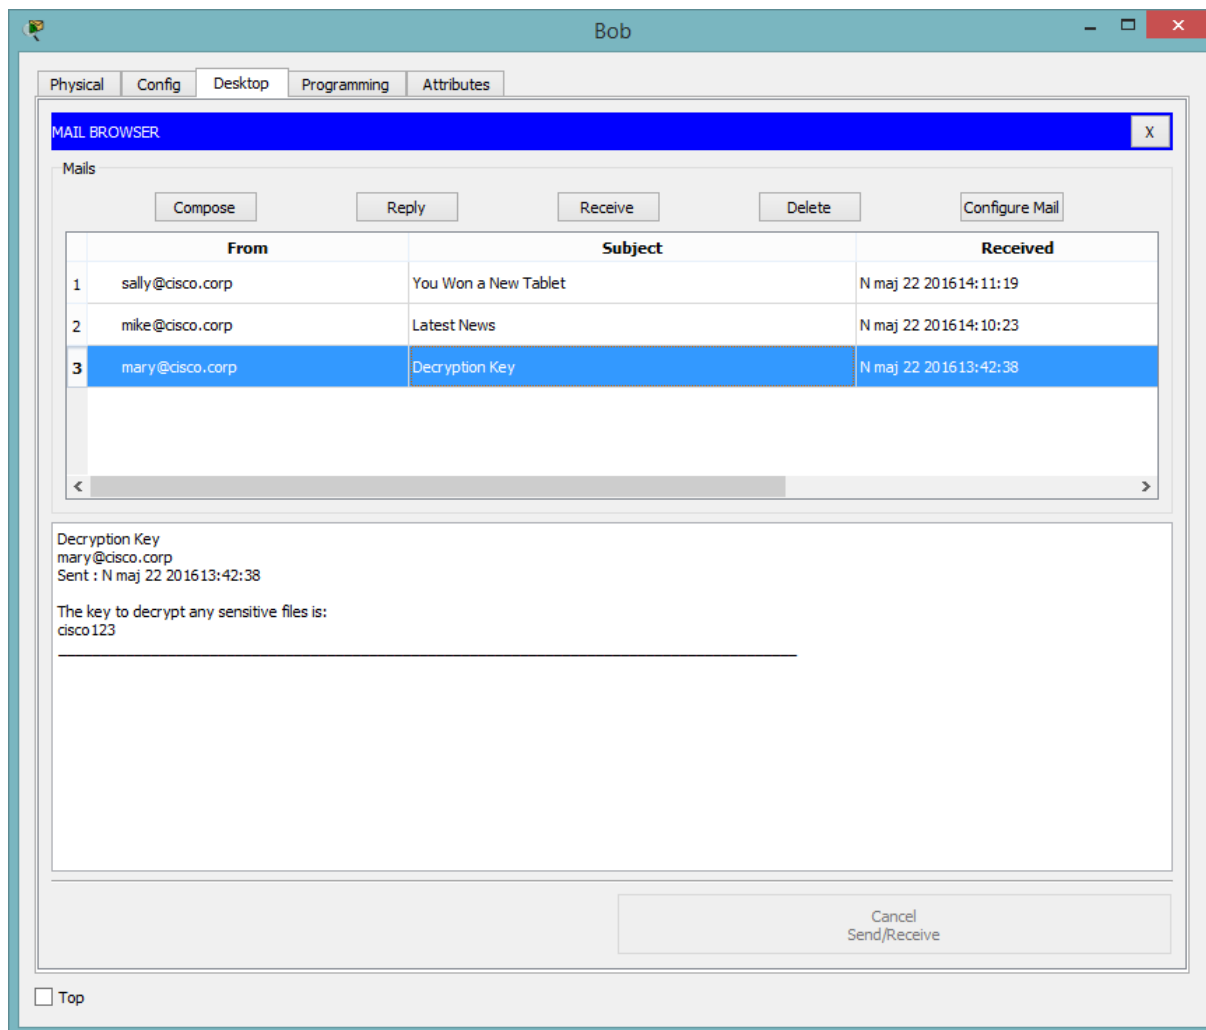 Bob
Physical Config Desktop Programming Attributes
MAIL BROWSER X
Mails
Compose Reply Receive Delete Configure Mail
From Subject Received
1 sally@cisco.corp You Won a New Tablet N maj 22 201614:11:19
2 mike@cisco.corp Latest News N maj 22 201614:10:23
3 mary@cisco.corp Decryption Key N maj 22 201613:42:38
Decryption Key
mary@cisco.corp
Sent : N maj 22 201613:42:38
The key to decrypt any sensitive files is:
cisco123
Cancel
Send/Receive
Top